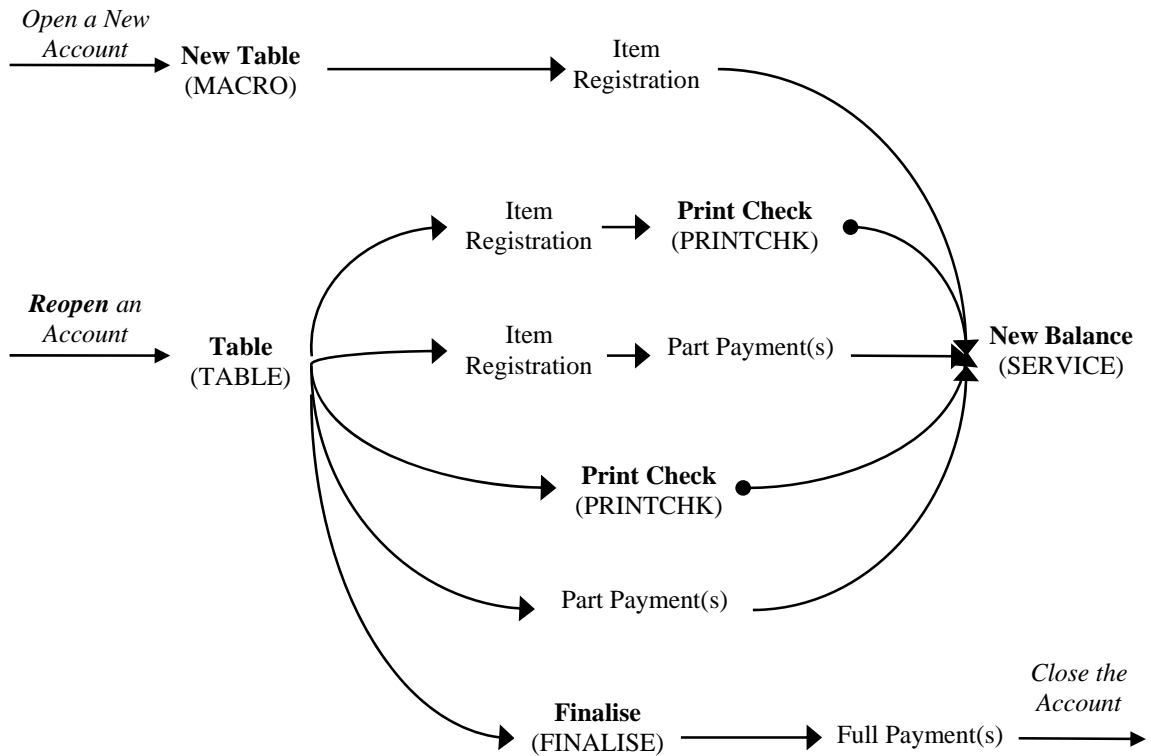 Open a New
Account
New Table
(MACRO)
Item
Registration
Item
Registration
Print Check
(PRINTCHK)
Reopen an
Account
Table
(TABLE)
Item
Registration
Part Payment(s)
New Balance
(SERVICE)
Print Check
(PRINTCHK)
Part Payment(s)
Finalise
(FINALISE)
Full Payment(s)
Close the
Account